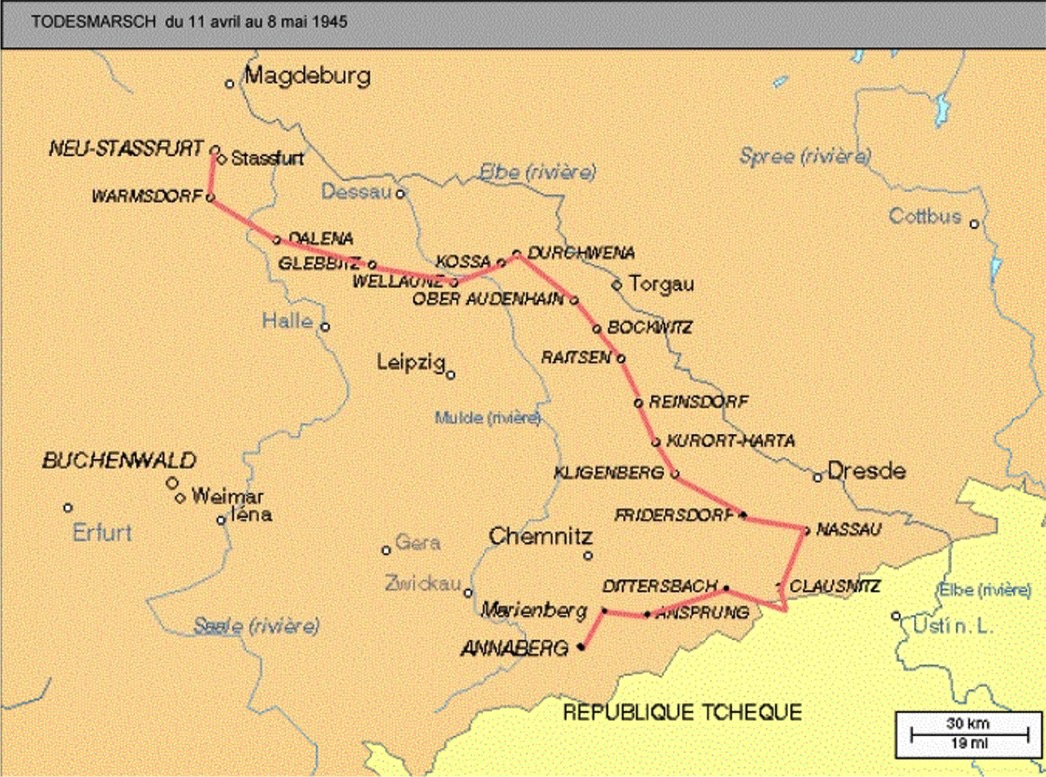 TODESMARSCH du 11 avril au 8 mai 1945
Magdeburg
NEU-STASSFURT
Stassfurt
Elbe (rivière)
Spree (rivière)
WARMSDORF
Dessau
Cottbus
DALENA
KOSSA
DURCHWENA
GLEBBITZ
WELLAUNE
Torgau
OBER AUDENHAIN
Halle
BOCKWITZ
Leipzig
RAITSEN
REINSDORF
Mulde (rivière)
KURORT-HARTA
BUCHENWALD
KLIGENBERG
Dresde
Weimar
Iéna
FRIDERSDORF
Erfurt
Chemnitz
NASSAU
Gera
Zwickau
DITTERSBACH
CLAUSNITZ
Elbe (rivière)
Marienberg
ANSPRUNG
Saale (rivière)
Ustí n. L.
ANNABERG
REPUBLIQUE TCHEQUE
30 km
19 mi